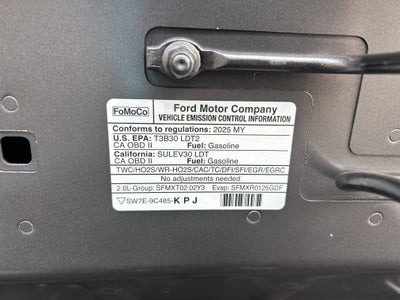 FoMoCo
Ford Motor Company
VEHICLE EMISSION CONTROL INFORMATION
Conforms to regulations: 2025 MY
U.S. EPA: T3B30 LDT2
CA OBD II Fuel: Gasoline
California: SULEV30 LDT
CA OBD II Fuel: Gasoline
TWC/HO2S/WR-HO2S/CAC/TC/DFI/SFI/EGR/EGRC
No adjustments needed.
2.0L-Group: SFMXT02.02Y3 Evap: SFMXR0125GDF
SW7E-9C485-KPJ